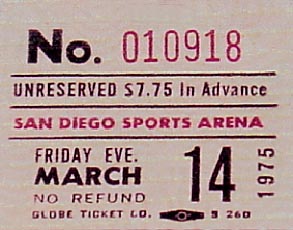 No. 010918
UNRESERVED $7.75 In Advance
SAN DIEGO SPORTS ARENA
FRIDAY EVE.
MARCH 14 1975
NO REFUND
GLOBE TICKET CO. 9 260